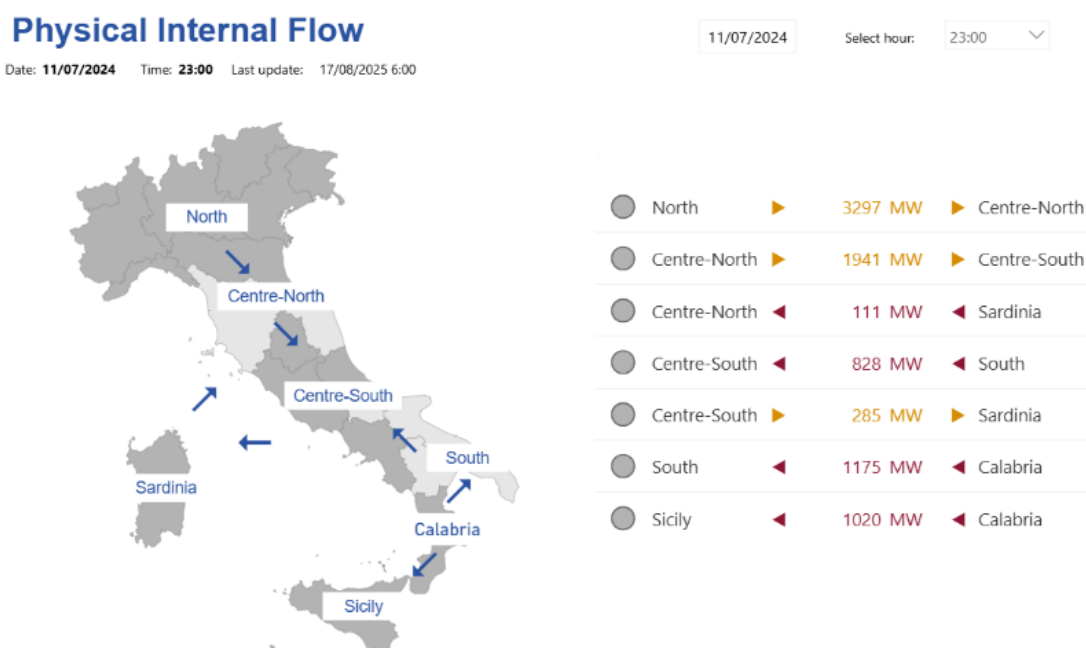 Physical Internal Flow
11/07/2024 Select hour: 23:00
Date: 11/07/2024 Time: 23:00 Last update: 17/08/2025 6:00
North
Centre-North
Centre-South
South
Sardinia
Calabria
Sicily
North 3297 MW Centre-North
Centre-North 1941 MW Centre-South
Centre-North 111 MW Sardinia
Centre-South 828 MW South
Centre-South 285 MW Sardinia
South 1175 MW Calabria
Sicily 1020 MW Calabria